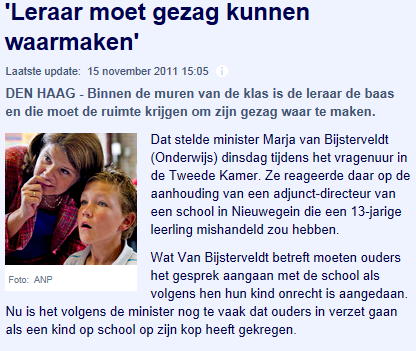 'Leraar moet gezag kunnen
waarmaken'
Laatste update:  15 november 2011 15:05
DEN HAAG - Binnen de muren van de klas is de leraar de baas
en die moet de ruimte krijgen om zijn gezag waar te maken.
Dat stelde minister Marja van Bijsterveldt
(Onderwijs) dinsdag tijdens het vragenuur in
de Tweede Kamer. Ze reageerde daar op de
aanhouding van een adjunct-directeur van
een school in Nieuwegein die een 13-jarige
leerling mishandeld zou hebben.
Foto: ANP
Wat Van Bijsterveldt betreft moeten ouders
het gesprek aangaan met de school als
volgens hen hun kind onrecht is aangedaan.
Nu is het volgens de minister nog te vaak dat ouders in verzet gaan
als een kind op school op zijn kop heeft gekregen.